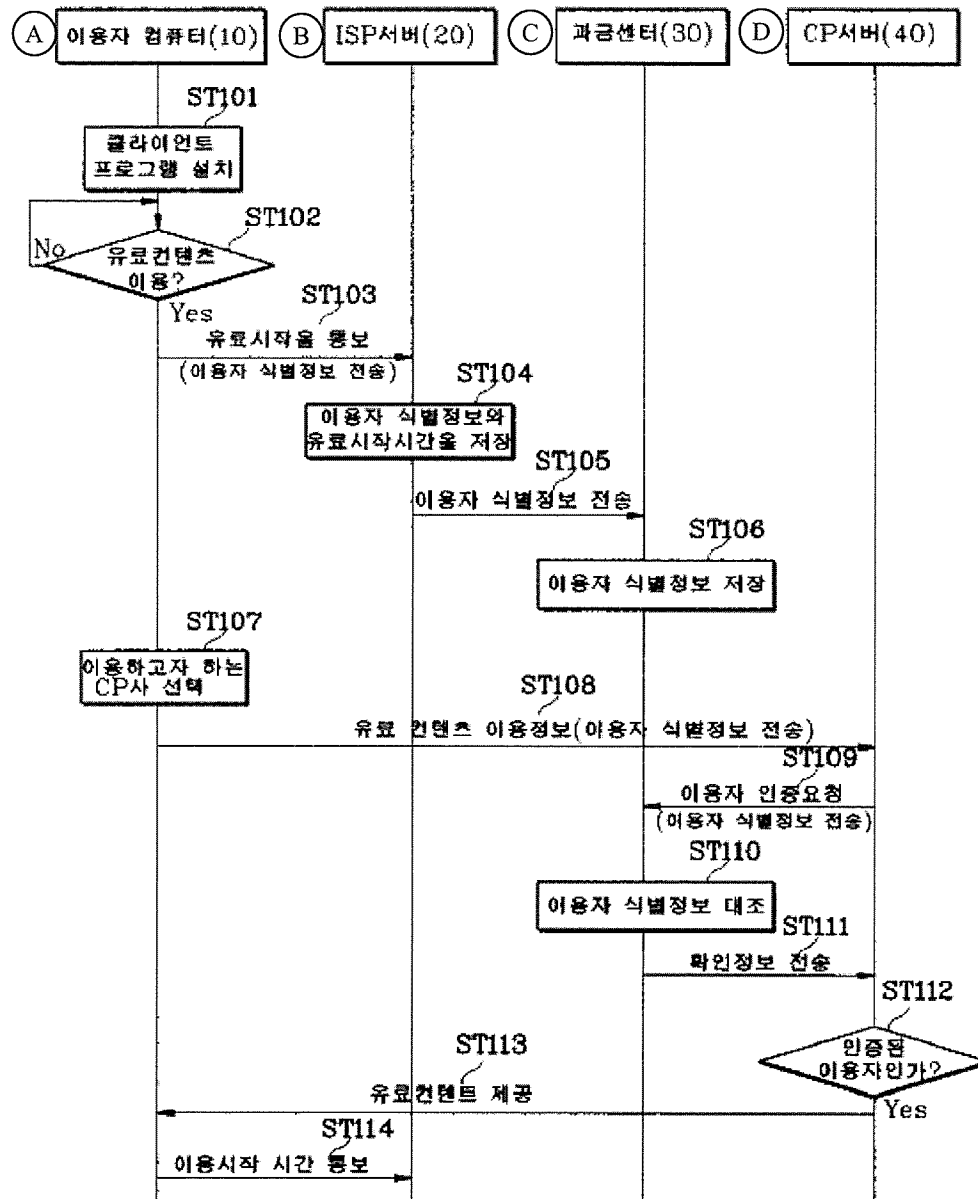 A 이용자 컴퓨터(10) B ISP서버(20) C 과금센터(30) D CP서버(40)
ST101
클라이언트
프로그램 설치
ST102
No
유료컨텐츠
이용?
Yes
ST103
유료시작을 통보
(이용자 식별정보 전송)
ST104
이용자 식별정보와
유료시작시간을 저장
ST105
이용자 식별정보 전송
ST106
이용자 식별정보 저장
ST107
이용하고자 하는
CP사 선택
ST108
유료 컨텐츠 이용정보(이용자 식별정보 전송)
ST109
이용자 인증요청
(이용자 식별정보 전송)
ST110
이용자 식별정보 대조
ST111
확인정보 전송
ST112
인증된
이용자인가?
Yes
ST113
유료컨텐트 제공
ST114
이용시작 시간 통보